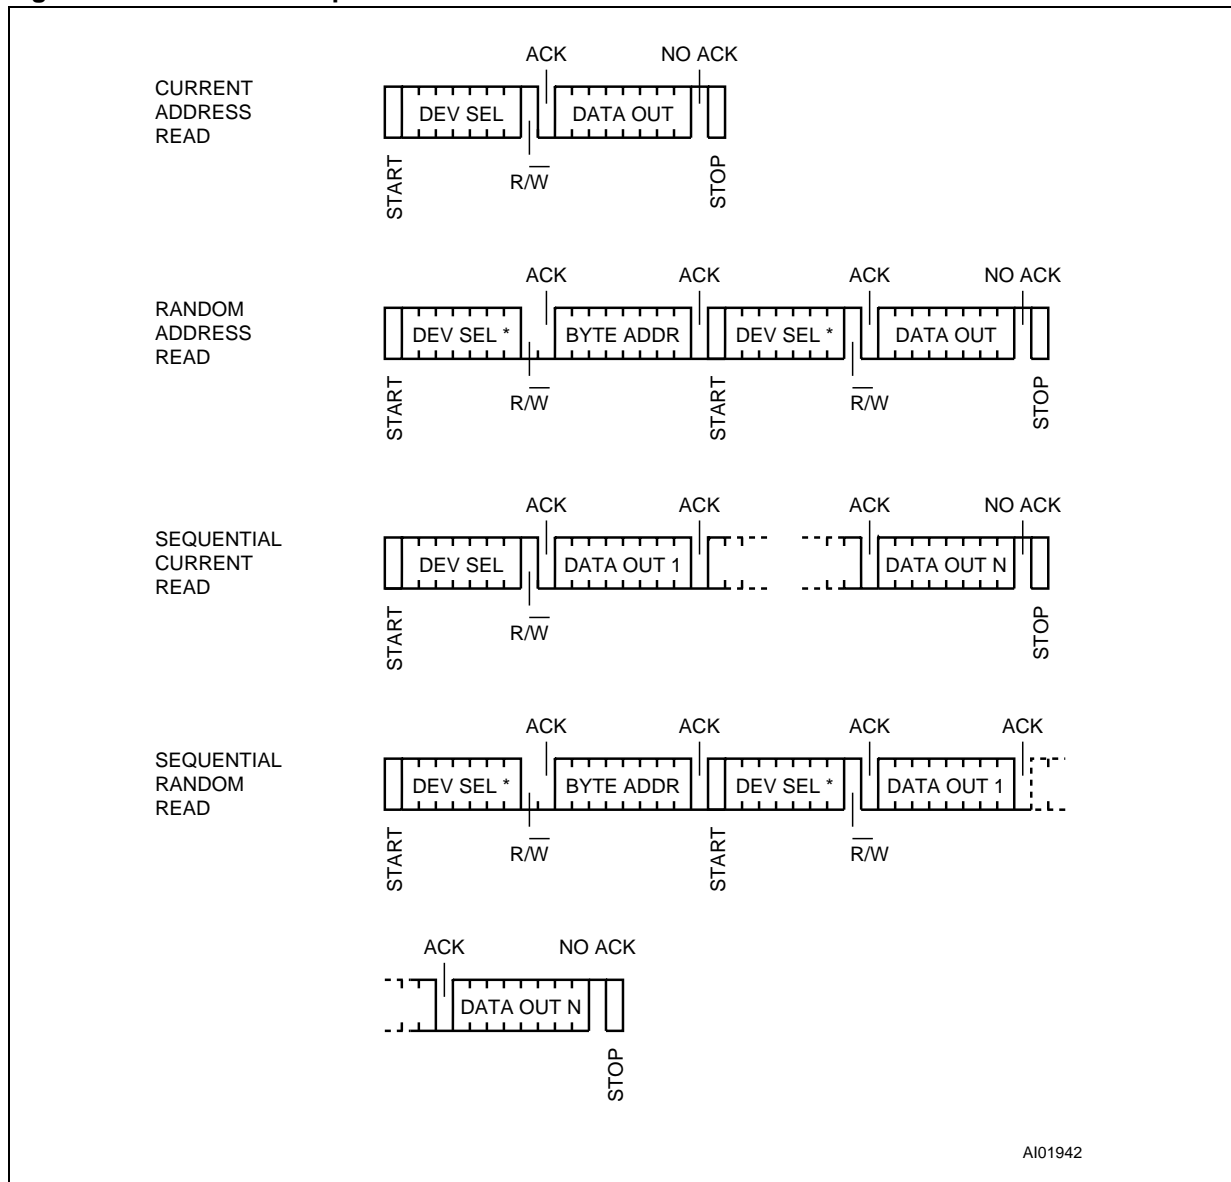 ACK NO ACK
CURRENT
ADDRESS
READ
DEV SEL DATA OUT
START R/W̅ STOP
ACK ACK ACK NO ACK
RANDOM
ADDRESS
READ
DEV SEL * BYTE ADDR DEV SEL * DATA OUT
START R/W̅ START R̅/W STOP
ACK ACK ACK NO ACK
SEQUENTIAL
CURRENT
READ
DEV SEL DATA OUT 1 DATA OUT N
START R/W̅ STOP
ACK ACK ACK ACK
SEQUENTIAL
RANDOM
READ
DEV SEL * BYTE ADDR DEV SEL * DATA OUT 1
START R/W̅ START R̅/W
ACK NO ACK
DATA OUT N
STOP
AI01942